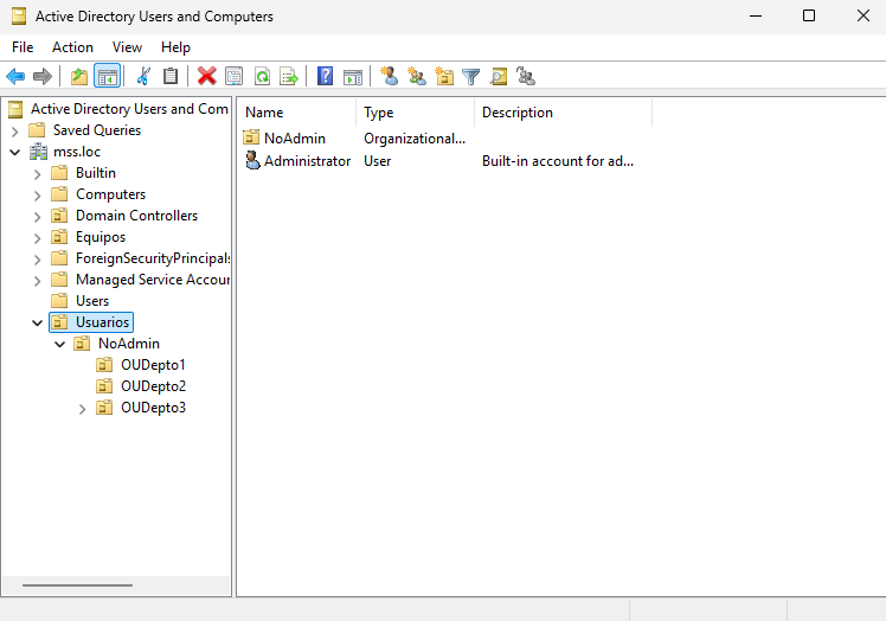 Active Directory Users and Computers
File Action View Help
Active Directory Users and Com
Saved Queries
mss.loc
Builtin
Computers
Domain Controllers
Equipos
ForeignSecurityPrincipals
Managed Service Accour
Users
Usuarios
NoAdmin
OUDepto1
OUDepto2
OUDepto3
Name Type Description
NoAdmin Organizational...
Administrator User Built-in account for ad...